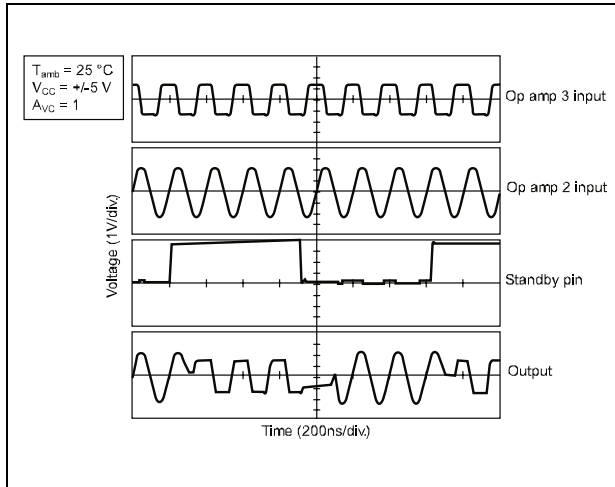 Tamb = 25 °C
VCC = +/-5 V
AVC = 1
Op amp 3 input
Op amp 2 input
Standby pin
Output
Voltage (1V/div.)
Time (200ns/div.)